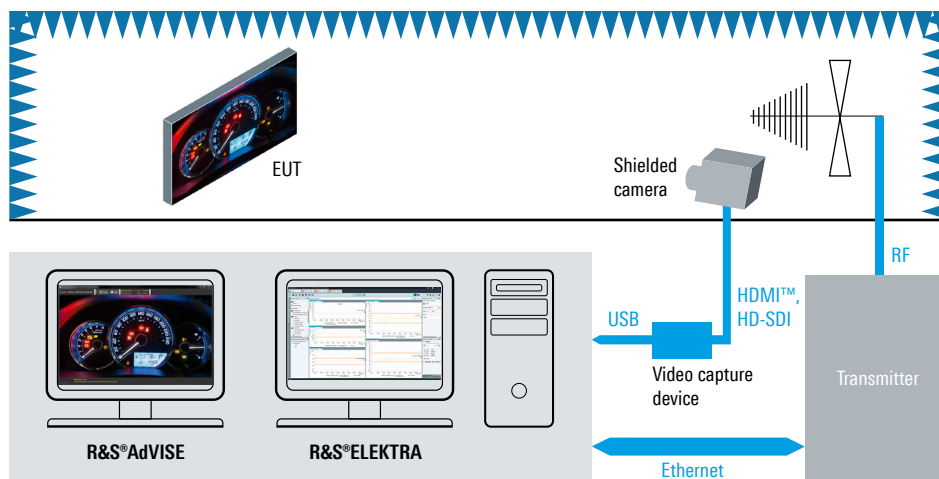 EUT
Shielded
camera
RF
HDMI™,
HD-SDI
USB
Video capture
device
Transmitter
R&S®AdVISE
R&S®ELEKTRA
Ethernet